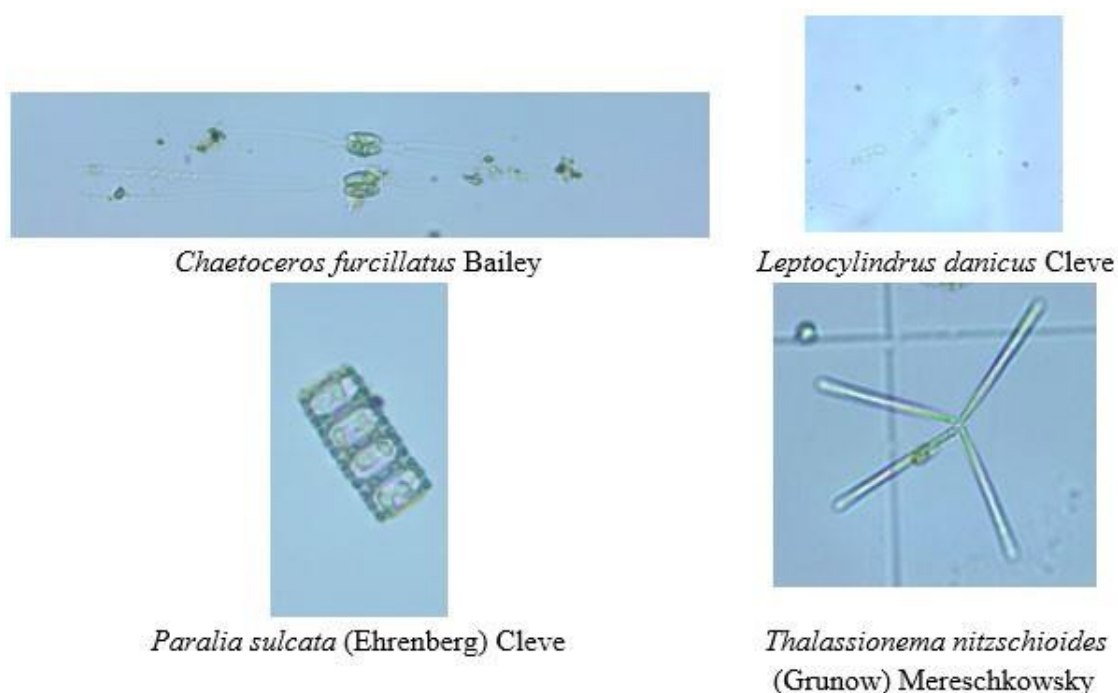 Chaetoceros furcillatus Bailey
Leptocylindrus danicus Cleve
Paralia sulcata (Ehrenberg) Cleve
Thalassionema nitzschioides
(Grunow) Mereschkowsky